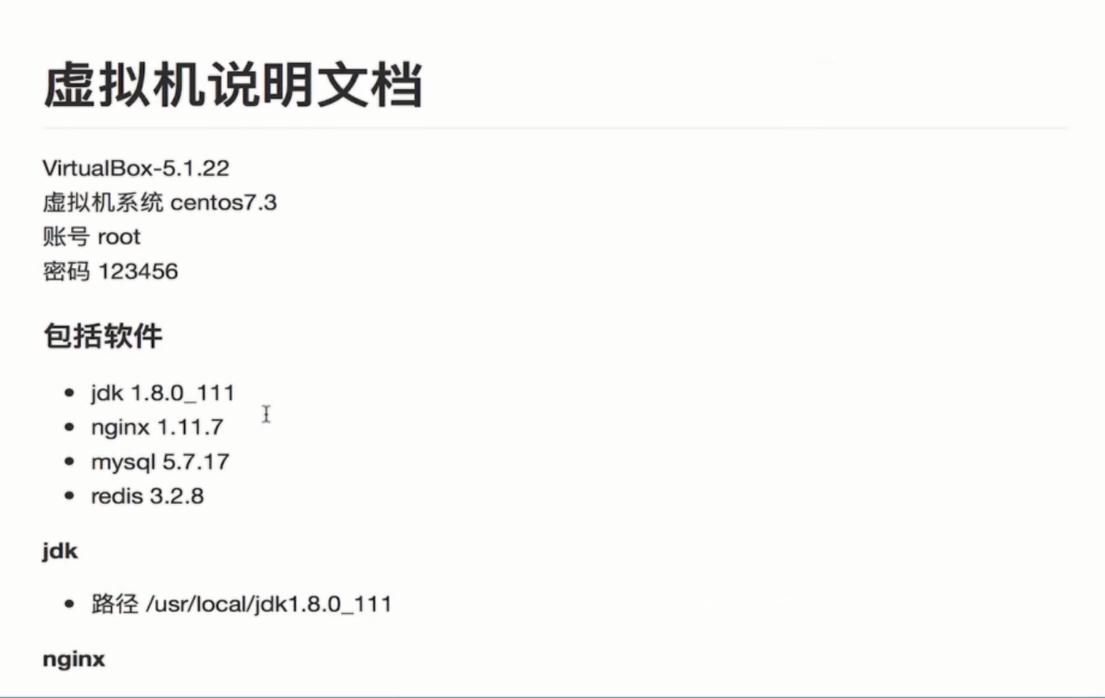 虚拟机说明文档
VirtualBox-5.1.22
虚拟机系统 centos7.3
账号 root
密码 123456
包括软件
jdk 1.8.0_111
nginx 1.11.7
mysql 5.7.17
redis 3.2.8
jdk
路径 /usr/local/jdk1.8.0_111
nginx